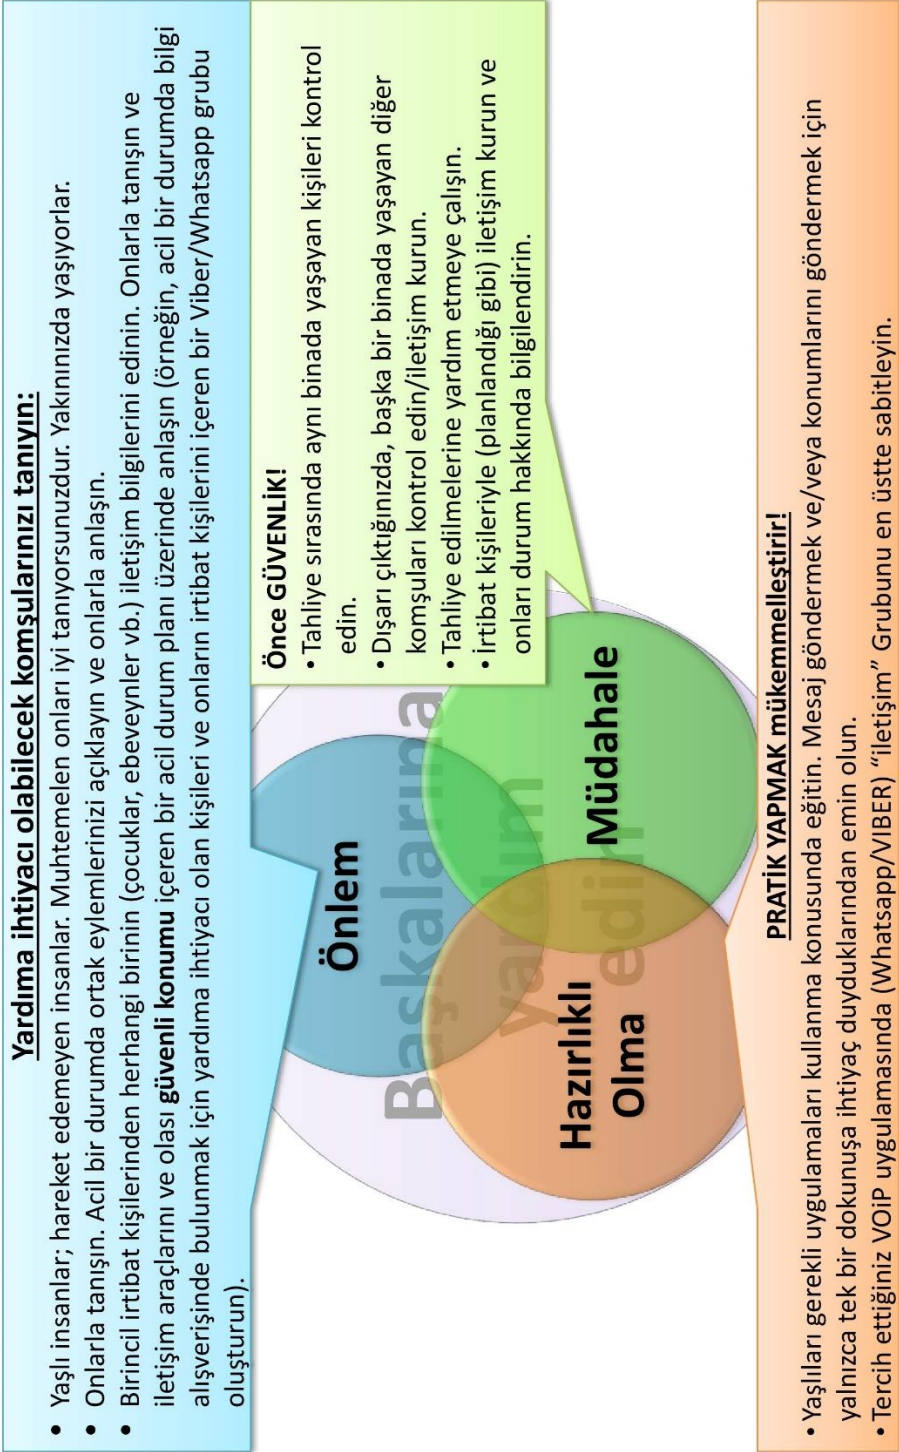 Yardıma ihtiyacı olabilecek komşularınızı tanıyın:
• Yaşlı insanlar; hareket edemeyen insanlar. Muhtemelen onları iyi tanıyorsunuzdur. Yakınınızda yaşıyorlar.
• Onlarla tanışın. Acil bir durumda ortak eylemlerinizi açıklayın ve onlarla anlaşın.
• Birincil irtibat kişilerinden herhangi birinin (çocuklar, ebeveynler vb.) iletişim bilgilerini edinin. Onlarla tanışın ve
iletişim araçlarını ve olası güvenli konumu içeren bir acil durum planı üzerinde anlaşın (örneğin, acil bir durumda bilgi
alışverişinde bulunmak için yardıma ihtiyacı olan kişileri ve onların irtibat kişilerini içeren bir Viber/Whatsapp grubu
oluşturun).
Önce GÜVENLİK!
• Tahliye sırasında aynı binada yaşayan kişileri kontrol
edin.
• Dışarı çıktığınızda, başka bir binada yaşayan diğer
komşuları kontrol edin/iletişim kurun.
• Tahliye edilmelerine yardım etmeye çalışın.
• İrtibat kişileriyle (planlandığı gibi) iletişim kurun ve
onları durum hakkında bilgilendirin.
Önlem
Başkalarına
yardım
edin
Hazırlıklı
Olma
Müdahale
PRATİK YAPMAK mükemmelleştirir!
• Yaşlıları gerekli uygulamaları kullanma konusunda eğitin. Mesaj göndermek ve/veya konumlarını göndermek için
yalnızca tek bir dokunuşa ihtiyaç duyduklarından emin olun.
• Tercih ettiğiniz VOiP uygulamasında (Whatsapp/VIBER) “iletişim” Grubunu en üstte sabitleyin.